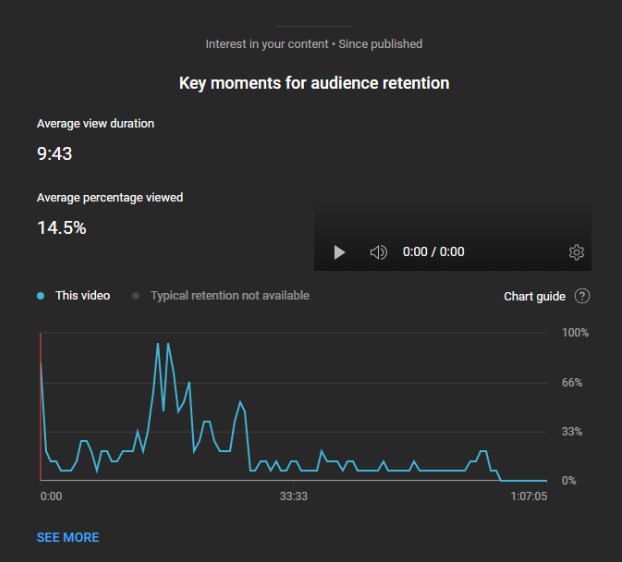 Interest in your content • Since published
Key moments for audience retention
Average view duration
9:43
Average percentage viewed
14.5%
0:00 / 0:00
This video
Typical retention not available
Chart guide ?
100%
66%
33%
0%
0:00
33:33
1:07:05
SEE MORE